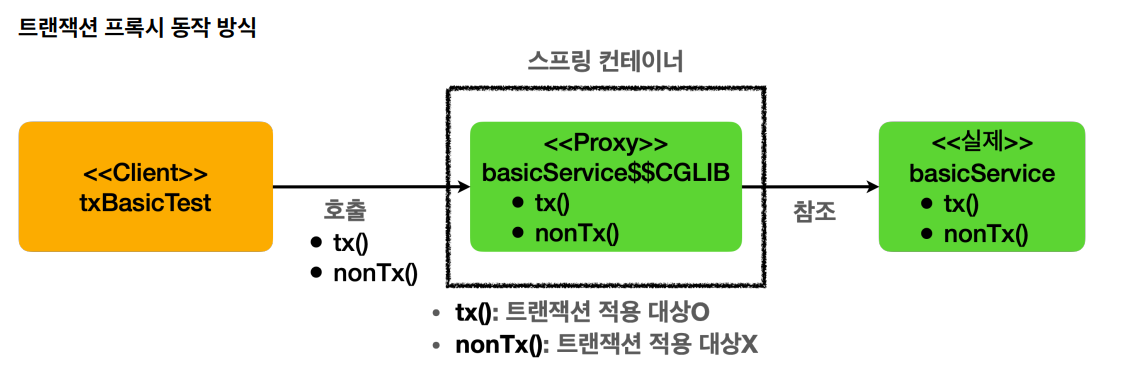 트랜잭션 프록시 동작 방식
스프링 컨테이너
<<Client>>
txBasicTest
호출
• tx()
• nonTx()
<<Proxy>>
basicService$$CGLIB
• tx()
• nonTx()
참조
<<실제>>
basicService
• tx()
• nonTx()
• tx(): 트랜잭션 적용 대상O
• nonTx(): 트랜잭션 적용 대상X